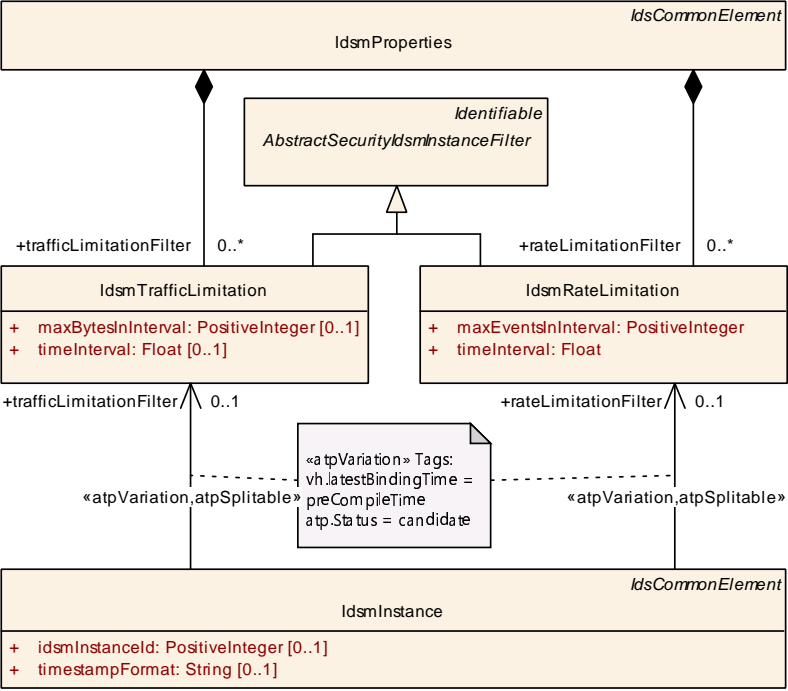 IdsCommonElement
IdsmProperties
Identifiable
AbstractSecurityIdsmInstanceFilter
+trafficLimitationFilter 0..*
+rateLimitationFilter 0..*
IdsmTrafficLimitation
+ maxBytesInInterval: PositiveInteger [0..1]
+ timeInterval: Float [0..1]
IdsmRateLimitation
+ maxEventsInInterval: PositiveInteger
+ timeInterval: Float
+trafficLimitationFilter 0..1
+rateLimitationFilter 0..1
«atpVariation» Tags:
vh.latestBindingTime =
preCompileTime
atp.Status = candidate
«atpVariation,atpSplitable»
«atpVariation,atpSplitable»
IdsCommonElement
IdsmInstance
+ idsmInstanceId: PositiveInteger [0..1]
+ timestampFormat: String [0..1]